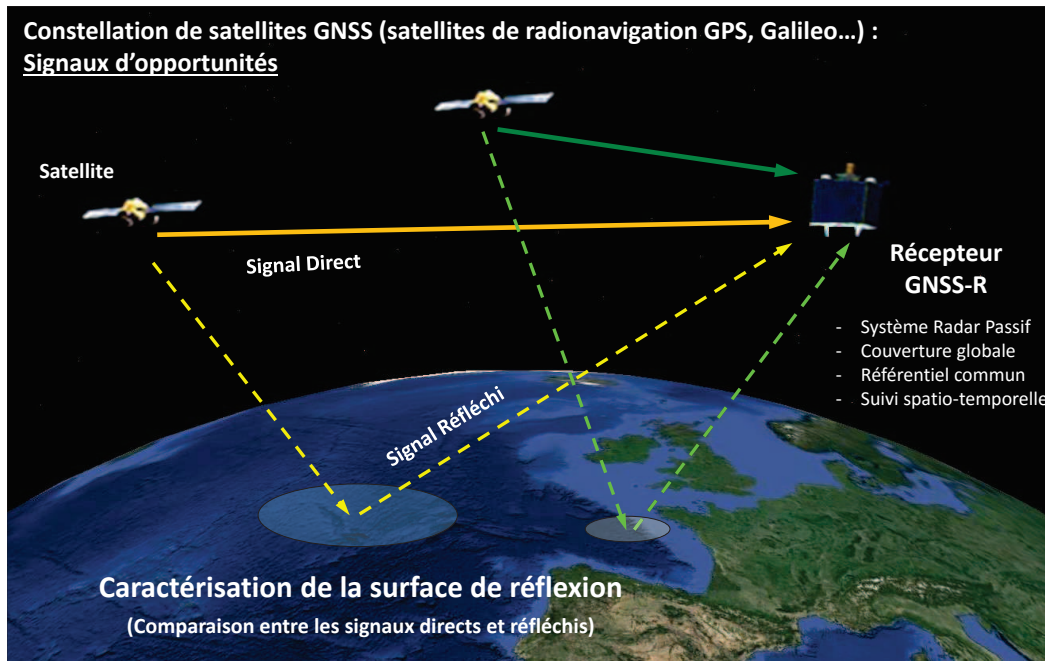 Constellation de satellites GNSS (satellites de radionavigation GPS, Galileo…) :
Signaux d’opportunités
Satellite
Signal Direct
Récepteur
GNSS-R
- Système Radar Passif
- Couverture globale
- Référentiel commun
- Suivi spatio-temporelle
Signal Réfléchi
Caractérisation de la surface de réflexion
(Comparaison entre les signaux directs et réfléchis)